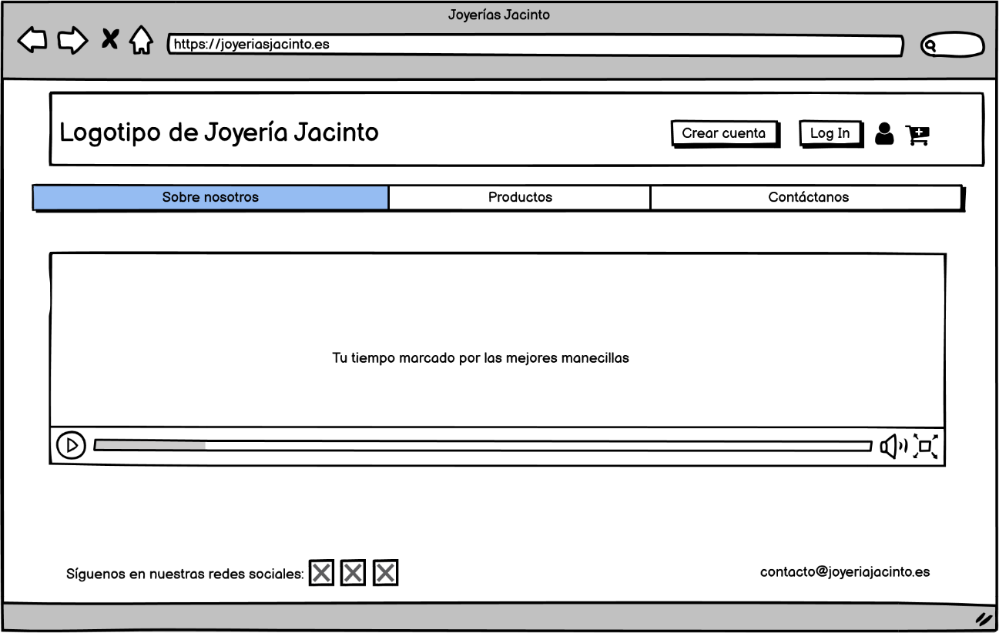 Joyerías Jacinto
https://joyeriasjacinto.es
Logotipo de Joyería Jacinto
Crear cuenta
Log In
Sobre nosotros
Productos
Contáctanos
Tu tiempo marcado por las mejores manecillas
Síguenos en nuestras redes sociales:
contacto@joyeriajacinto.es